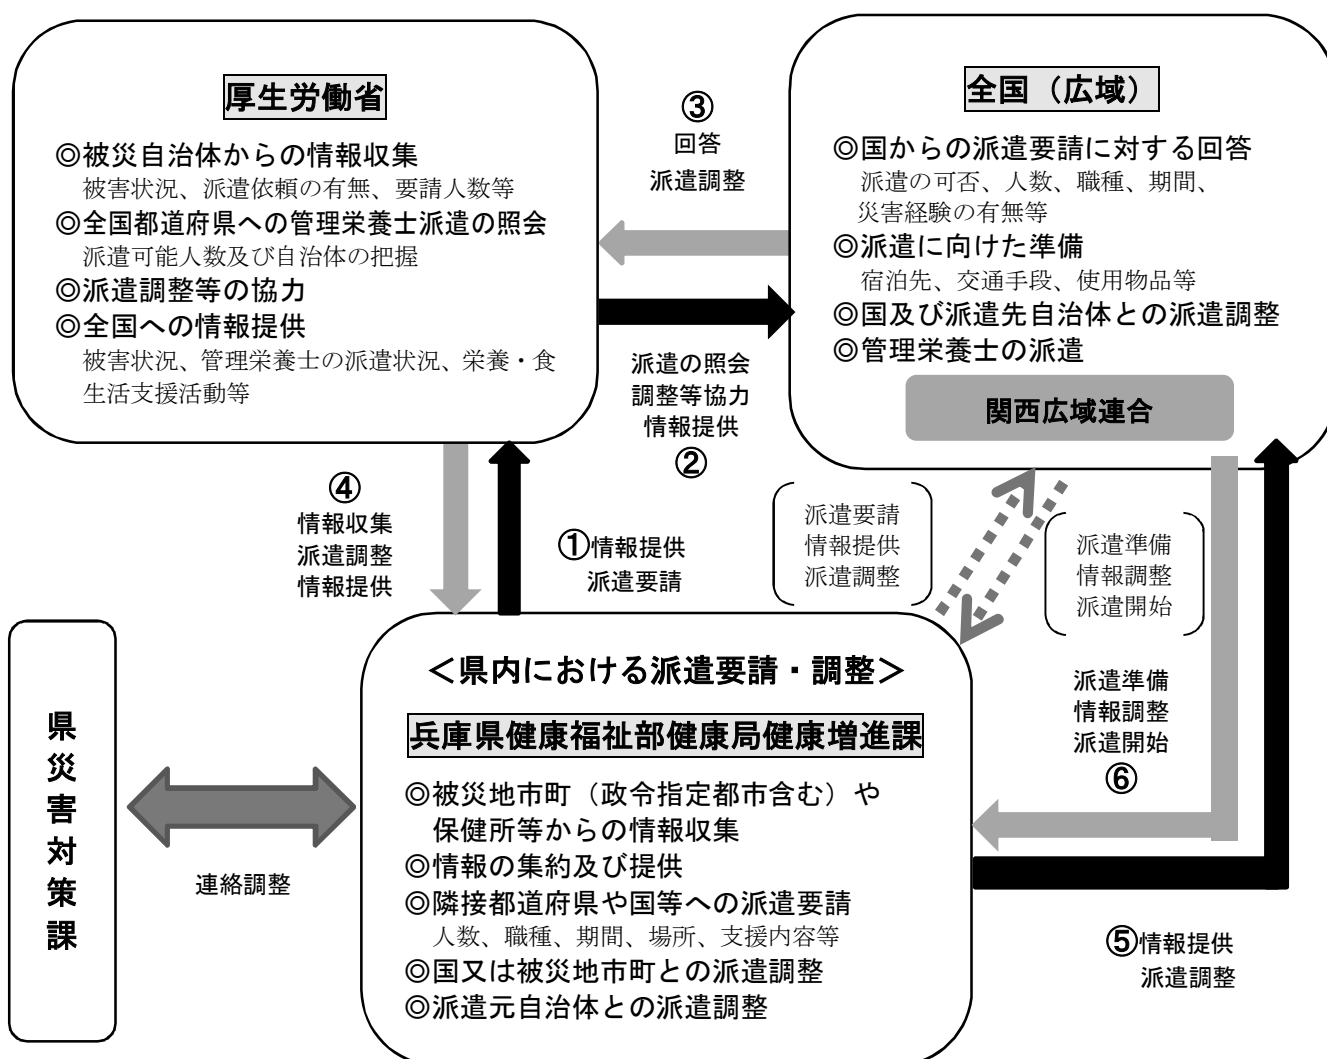 厚生労働省
◎被災自治体からの情報収集
被害状況、派遣依頼の有無、要請人数等
◎全国都道府県への管理栄養士派遣の照会
派遣可能人数及び自治体の把握
◎派遣調整等の協力
◎全国への情報提供
被害状況、管理栄養士の派遣状況、栄養・食
生活支援活動等
③
回答
派遣調整
派遣の照会
調整等協力
情報提供
②
全国（広域）
◎国からの派遣要請に対する回答
派遣の可否、人数、職種、期間、
災害経験の有無等
◎派遣に向けた準備
宿泊先、交通手段、使用物品等
◎国及び派遣先自治体との派遣調整
◎管理栄養士の派遣
関西広域連合
④
情報収集
派遣調整
情報提供
①情報提供
派遣要請
派遣要請
情報提供
派遣調整
派遣準備
情報調整
派遣開始
派遣準備
情報調整
派遣開始
⑥
⑤情報提供
派遣調整
県災害対策課
連絡調整
＜県内における派遣要請・調整＞
兵庫県健康福祉部健康局健康増進課
◎被災地市町（政令指定都市含む）や
保健所等からの情報収集
◎情報の集約及び提供
◎隣接都道府県や国等への派遣要請
人数、職種、期間、場所、支援内容等
◎国又は被災地市町との派遣調整
◎派遣元自治体との派遣調整